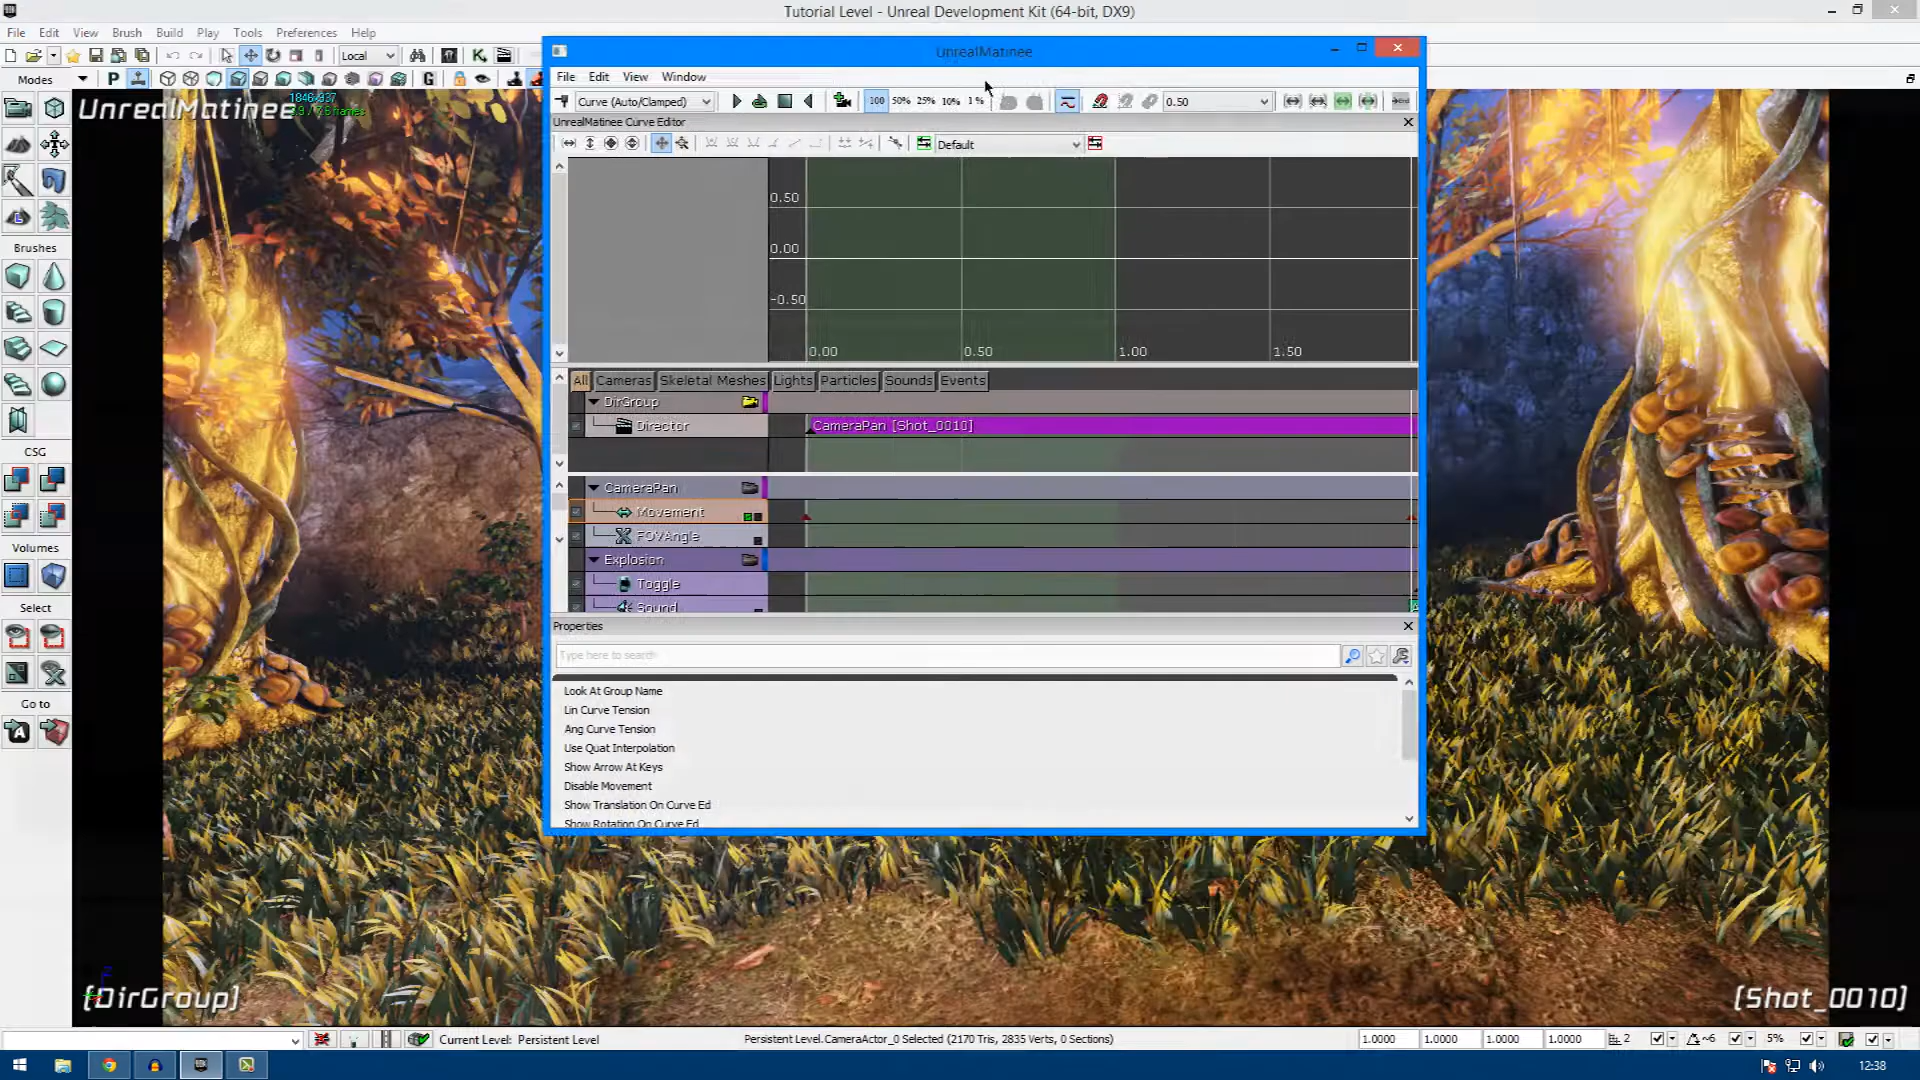 Tutorial Level - Unreal Development Kit (64-bit, DX9)
File Edit View Brush Build Play Tools Preferences Help
Local
Modes
UnrealMatinee
Brushes
CSG
Volumes
Select
Go to
UnrealMatinee
File Edit View Window
Curve (Auto/Clamped) 100 50% 25% 10% 1% 0.50
UnrealMatinee Curve Editor
Default
0.50
0.00
-0.50
0.00 0.50 1.00 1.50
All Cameras Skeletal Meshes Lights Particles Sounds Events
DirGroup
Director CameraPan [Shot_0010]
CameraPan
Movement
FOVAngle
Explosion
Toggle
Sound
Properties
Type here to search
Look At Group Name
Lin Curve Tension
Ang Curve Tension
Use Quat Interpolation
Show Arrow At Keys
Disable Movement
Show Translation On Curve Ed
Show Rotation On Curve Ed
[DirGroup] [Shot_0010]
Current Level: Persistent Level Persistent Level.CameraActor_0 Selected (2170 Tris, 2835 Verts, 0 Sections) 1.0000 1.0000 1.0000 1.0000 2 ~6 5%
12:38